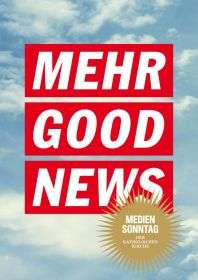 MEHR
GOOD
NEWS
MEDIEN
SONNTAG
DER
KATHOLISCHEN
KIRCHE